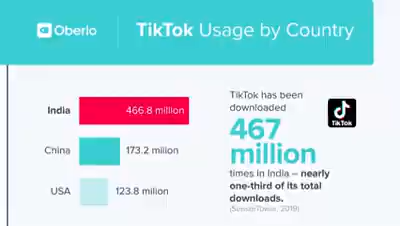 Oberlo
TikTok Usage by Country
India
466.8 million
China
173.2 million
USA
123.8 milion
TikTok has been
downloaded
467
million
times in India – nearly
one-third of its total
downloads.
(SensorTower, 2019)
TikTok